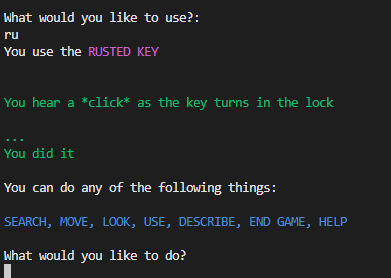 What would you like to use?:
ru
You use the RUSTED KEY
You hear a *click* as the key turns in the lock
...
You did it
You can do any of the following things:
SEARCH, MOVE, LOOK, USE, DESCRIBE, END GAME, HELP
What would you like to do?